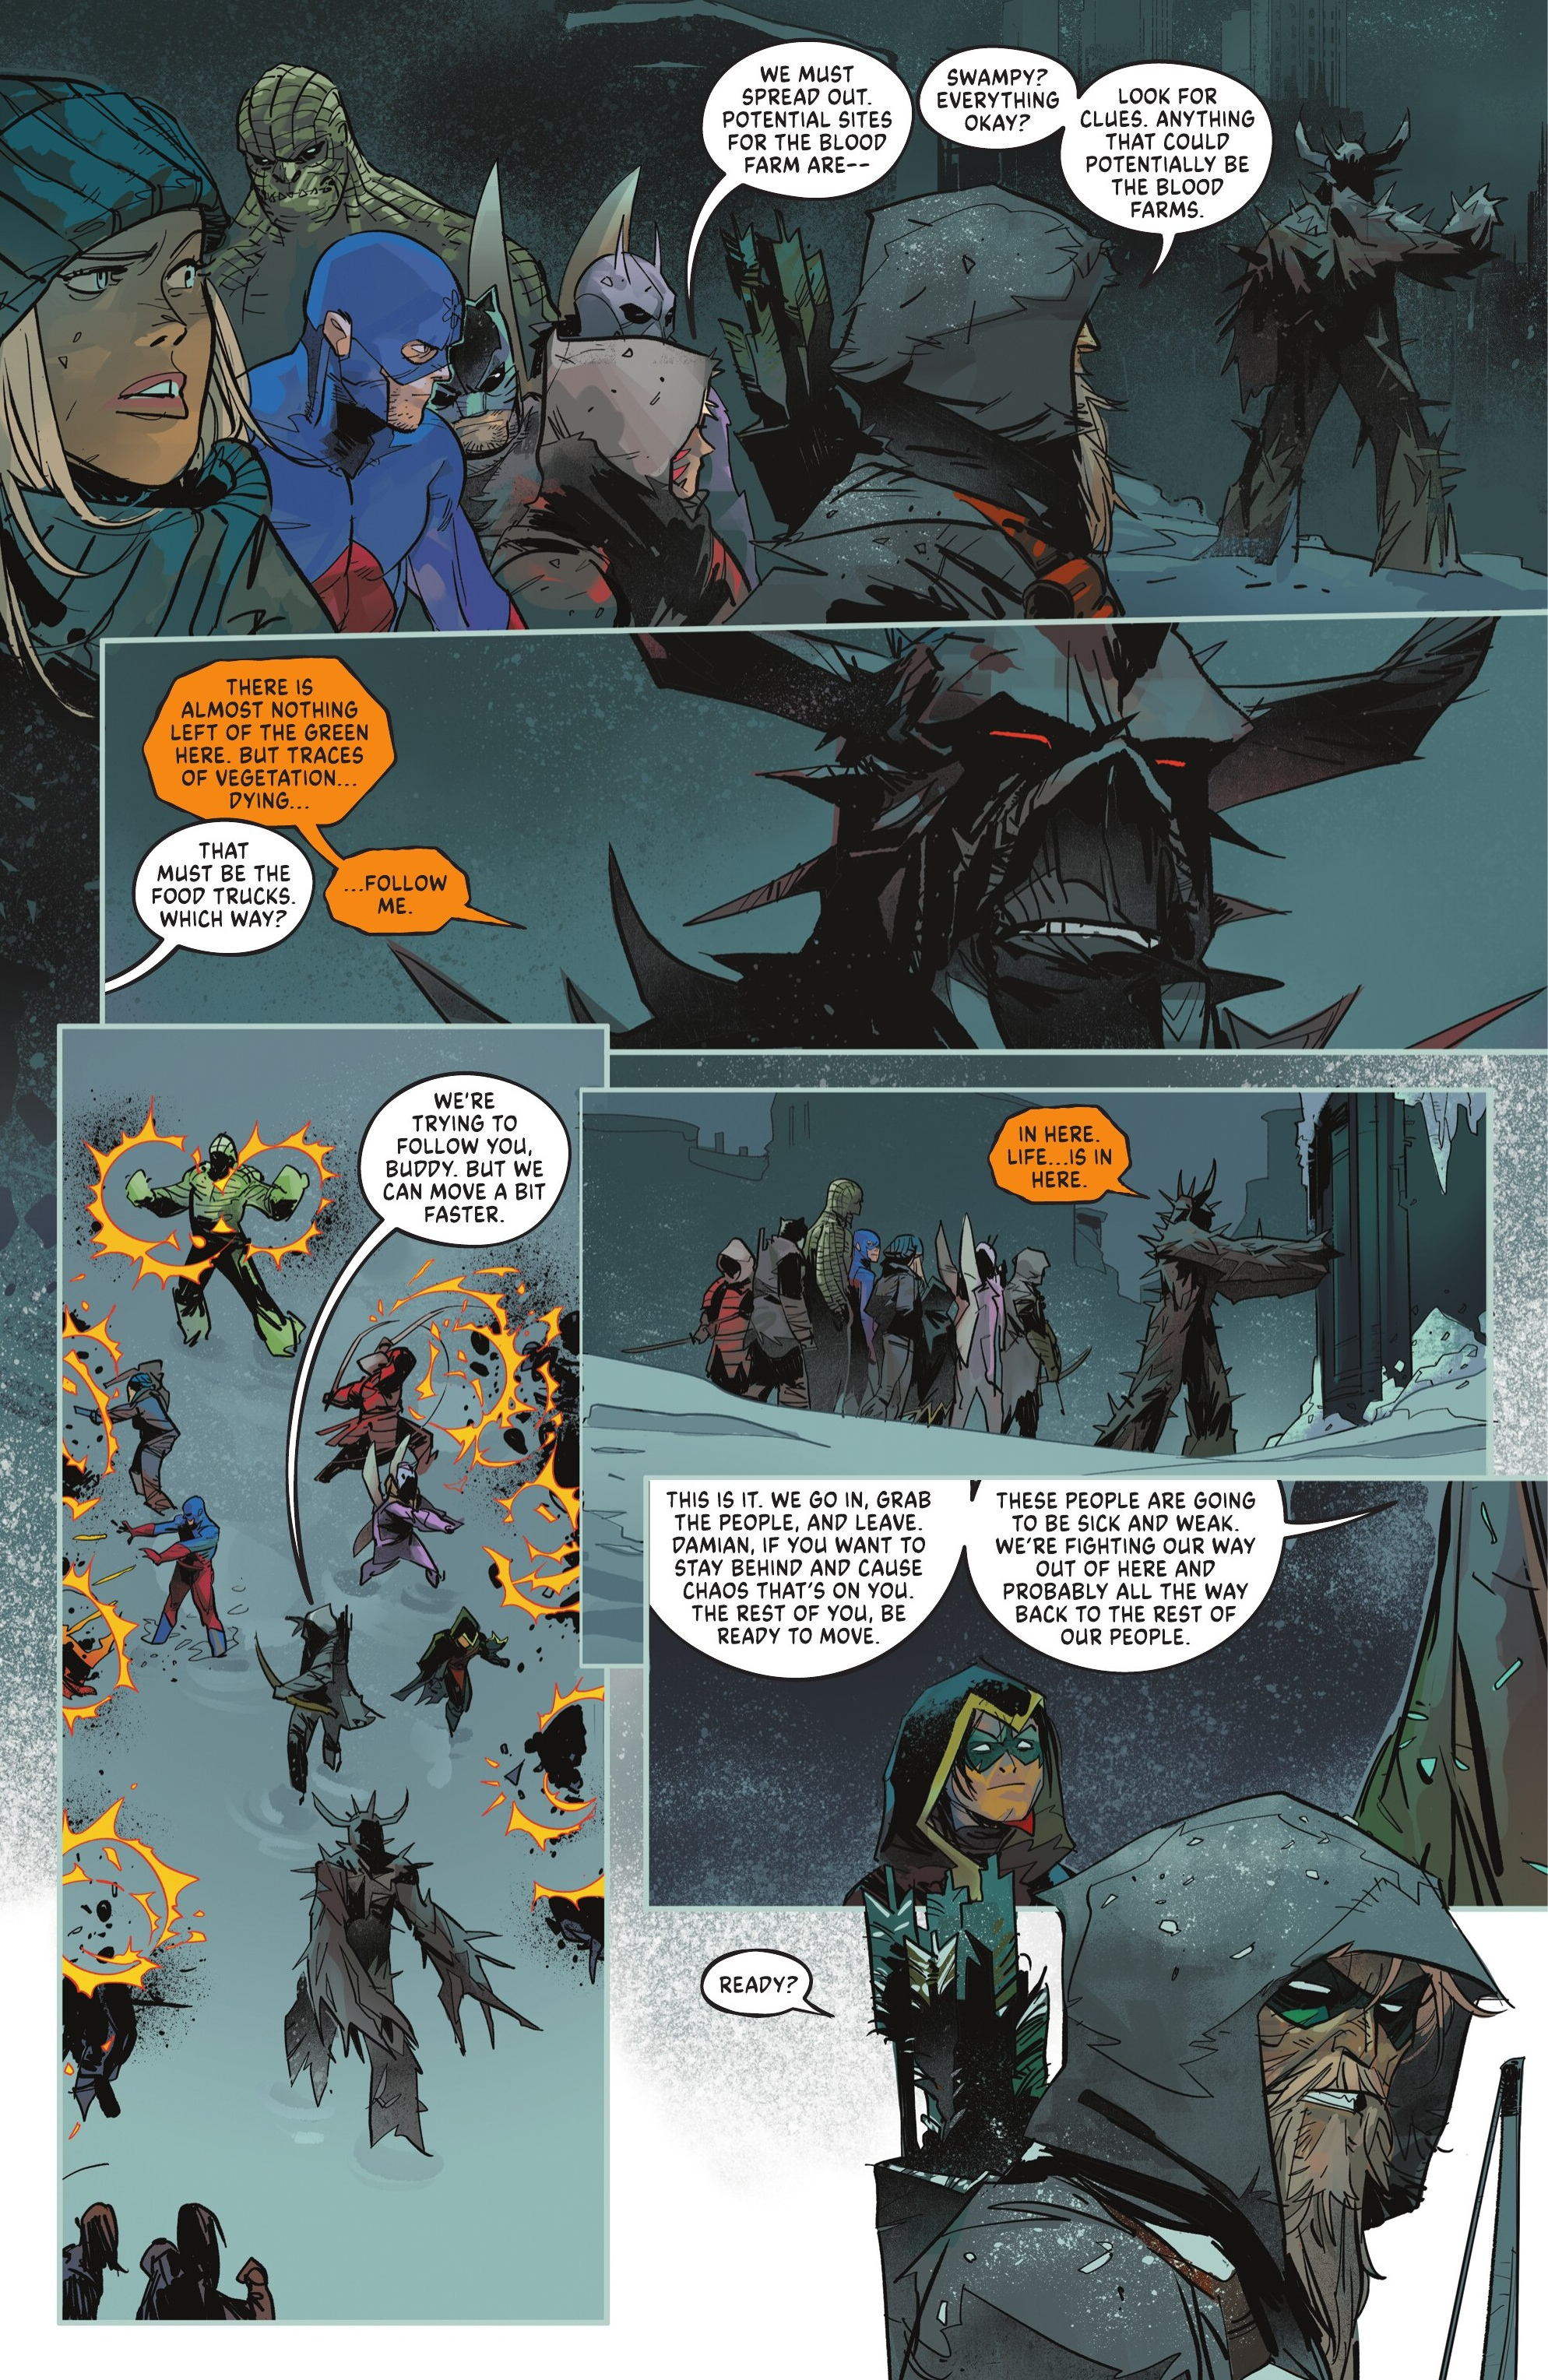 WE MUST
SPREAD OUT.
POTENTIAL SITES
FOR THE BLOOD
FARM ARE--
SWAMPY?
EVERYTHING
OKAY?
LOOK FOR
CLUES. ANYTHING
THAT COULD
POTENTIALLY BE
THE BLOOD
FARMS.
THERE IS
ALMOST NOTHING
LEFT OF THE GREEN
HERE. BUT TRACES
OF VEGETATION...
DYING...
THAT
MUST BE THE
FOOD TRUCKS.
WHICH WAY?
...FOLLOW
ME.
WE'RE
TRYING TO
FOLLOW YOU,
BUDDY. BUT WE
CAN MOVE A BIT
FASTER.
IN HERE.
LIFE...IS IN
HERE.
THIS IS IT. WE GO IN, GRAB
THE PEOPLE, AND LEAVE.
DAMIAN, IF YOU WANT TO
STAY BEHIND AND CAUSE
CHAOS THAT'S ON YOU.
THE REST OF YOU, BE
READY TO MOVE.
THESE PEOPLE ARE GOING
TO BE SICK AND WEAK.
WE'RE FIGHTING OUR WAY
OUT OF HERE AND
PROBABLY ALL THE WAY
BACK TO THE REST OF
OUR PEOPLE.
READY?